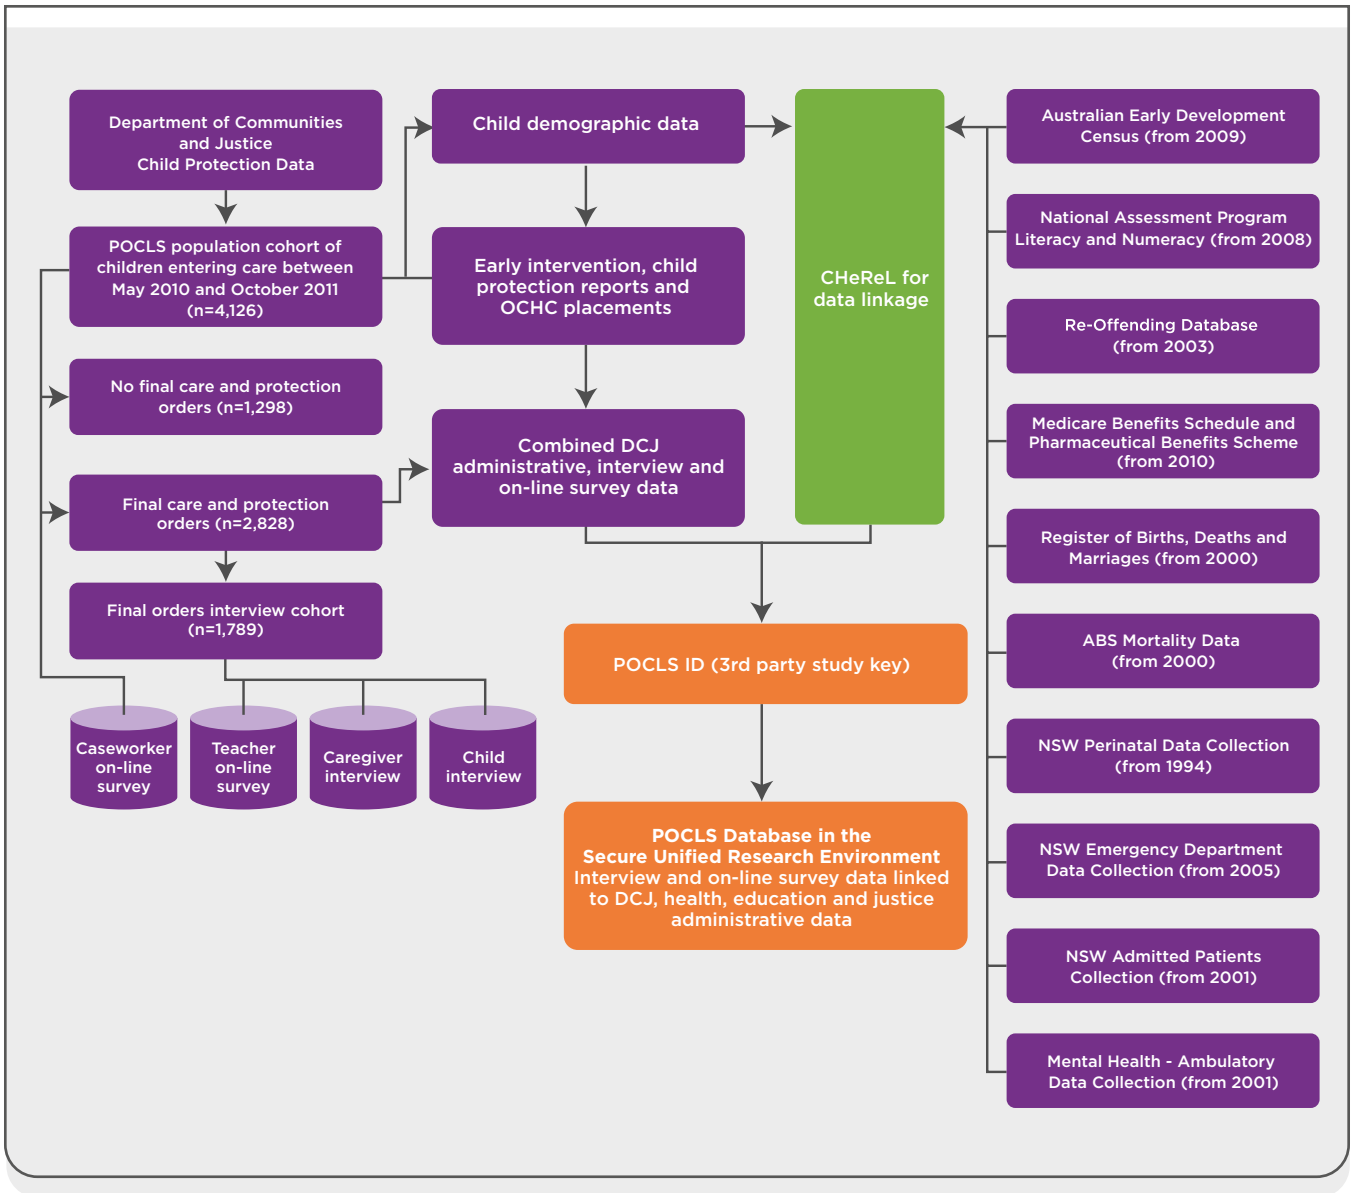 Department of Communities
and Justice
Child Protection Data
POCLS population cohort of
children entering care between
May 2010 and October 2011
(n=4,126)
No final care and protection
orders (n=1,298)
Final care and protection
orders (n=2,828)
Final orders interview cohort
(n=1,789)
Caseworker
on-line
survey
Teacher
on-line
survey
Caregiver
interview
Child
interview
Child demographic data
Early intervention, child
protection reports and
OCHC placements
Combined DCJ
administrative, interview and
on-line survey data
CHeReL for
data linkage
POCLS ID (3rd party study key)
POCLS Database in the
Secure Unified Research Environment
Interview and on-line survey data linked
to DCJ, health, education and justice
administrative data
Australian Early Development
Census (from 2009)
National Assessment Program
Literacy and Numeracy (from 2008)
Re-Offending Database
(from 2003)
Medicare Benefits Schedule and
Pharmaceutical Benefits Scheme
(from 2010)
Register of Births, Deaths and
Marriages (from 2000)
ABS Mortality Data
(from 2000)
NSW Perinatal Data Collection
(from 1994)
NSW Emergency Department
Data Collection (from 2005)
NSW Admitted Patients
Collection (from 2001)
Mental Health - Ambulatory
Data Collection (from 2001)